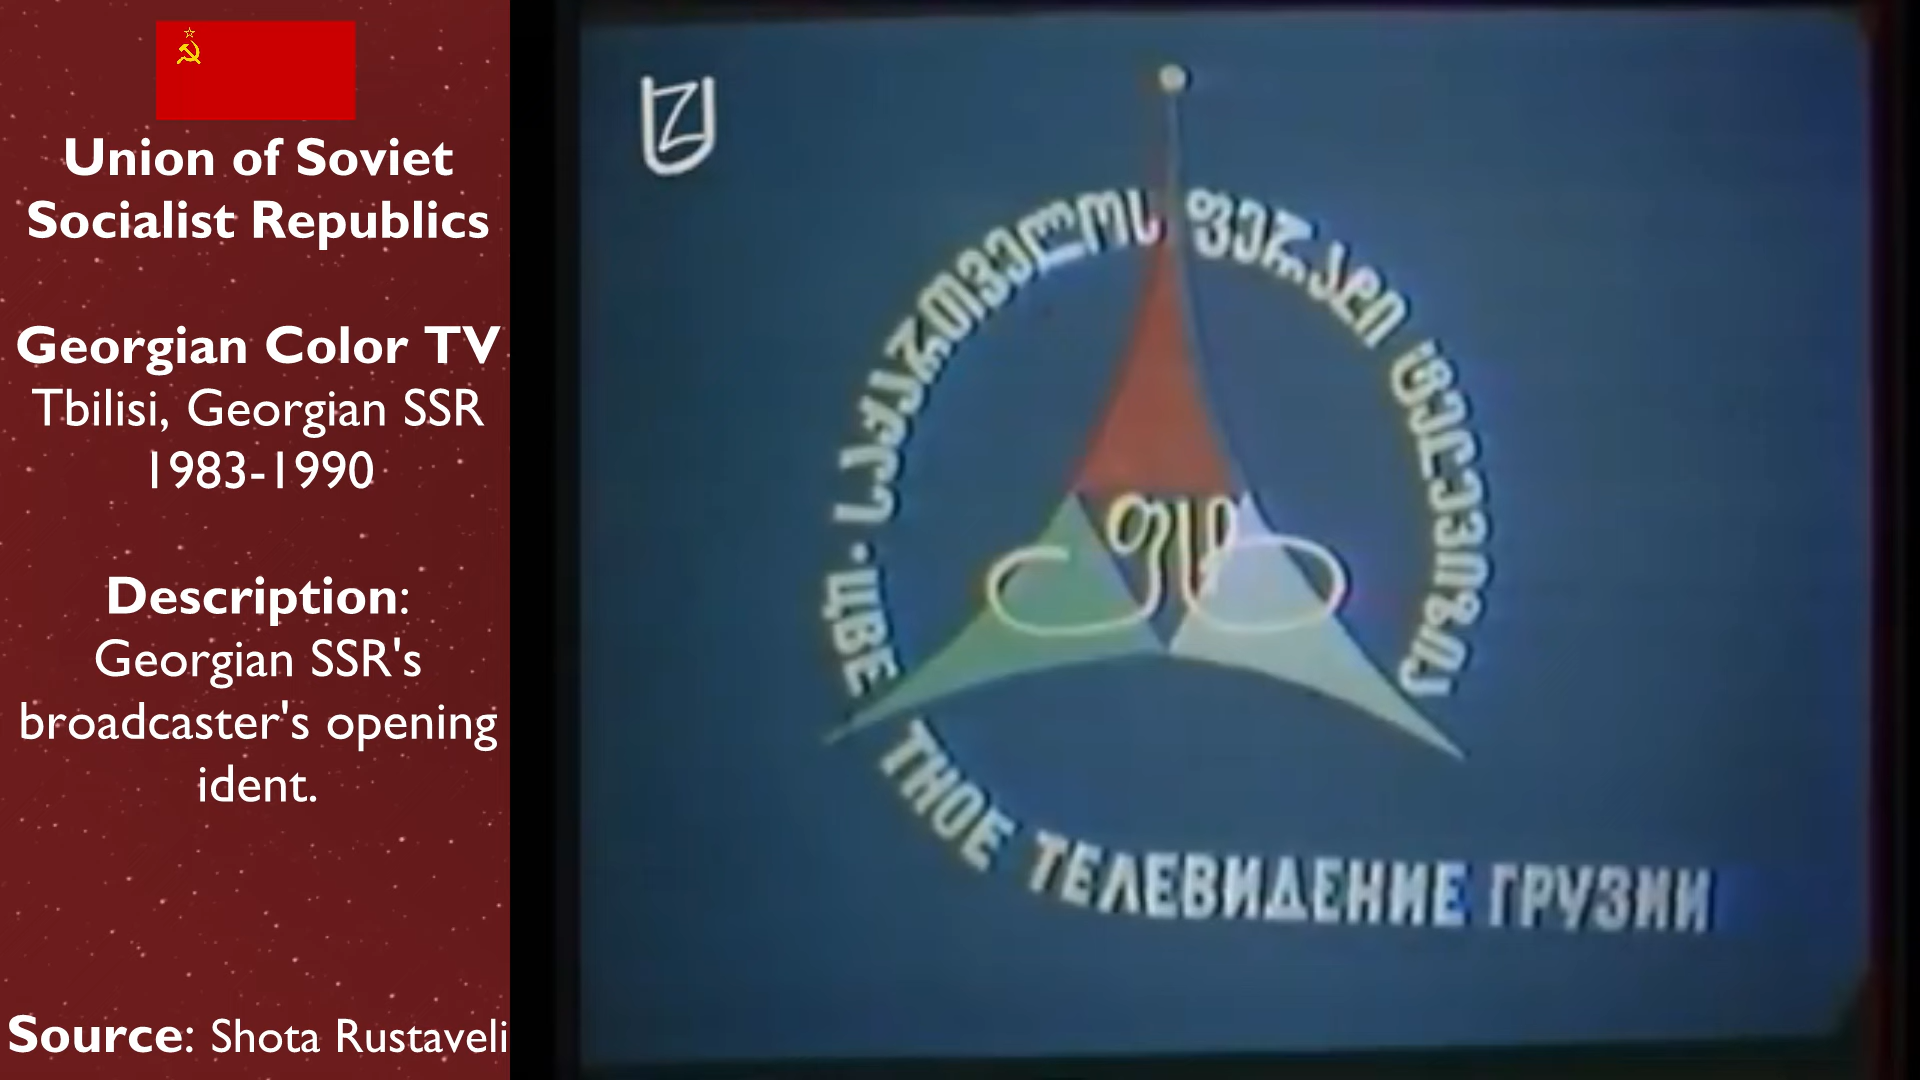 Union of Soviet
Socialist Republics
Georgian Color TV
Tbilisi, Georgian SSR
1983-1990
Description:
Georgian SSR's
broadcaster's opening
ident.
Source: Shota Rustaveli
საქართველოს ფერადი ტელევიზია
ТНОЕ ТЕЛЕВИДЕНИЕ ГРУЗИИ